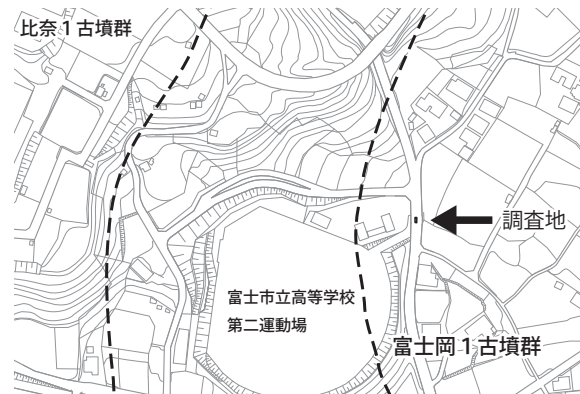 比奈1古墳群
調査地
富士市立高等学校
第二運動場
富士岡1古墳群